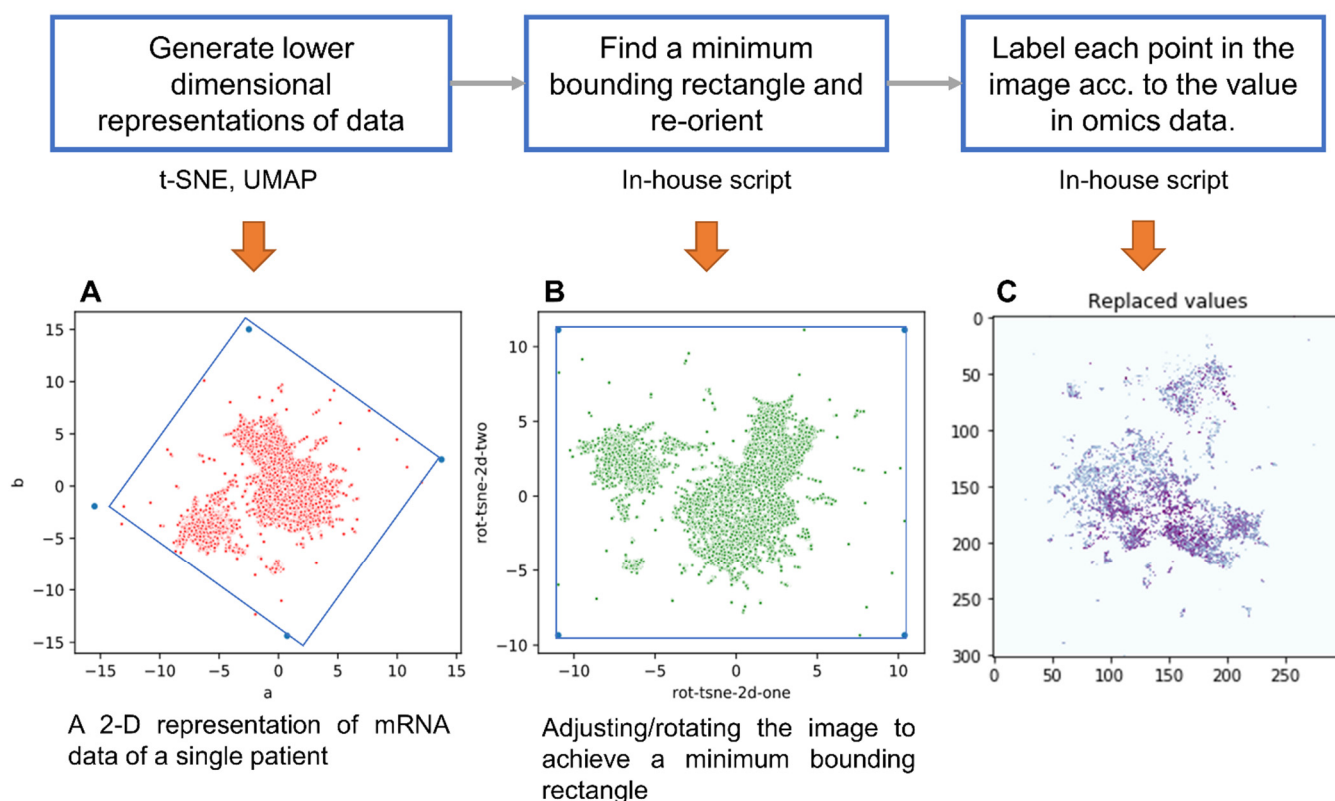 Generate lower
dimensional
representations of data
Find a minimum
bounding rectangle and
re-orient
Label each point in the
image acc. to the value
in omics data.
t-SNE, UMAP
In-house script
In-house script
A
15
10
5
0
−5
−10
−15
b
−15
−10
−5
0
5
10
15
a
A 2-D representation of mRNA
data of a single patient
B
10
5
0
−5
−10
rot-tsne-2d-two
−10
−5
0
5
10
rot-tsne-2d-one
Adjusting/rotating the image to
achieve a minimum bounding
rectangle
C
Replaced values
0
50
100
150
200
250
300
0
50
100
150
200
250